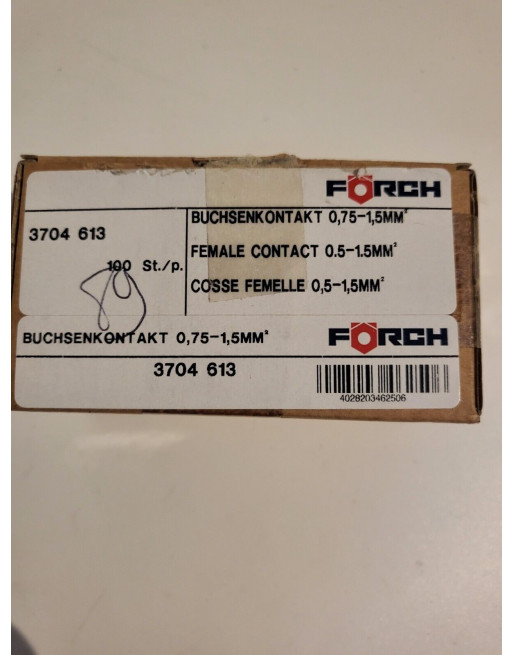 FÖRCH
3704 613
100 St./p.
89
BUCHSENKONTAKT 0,75-1,5MM²
FEMALE CONTACT 0.5-1.5MM²
COSSE FEMELLE 0,5-1,5MM²
BUCHSENKONTAKT 0,75-1,5MM²
FÖRCH
3704 613
4028203462506